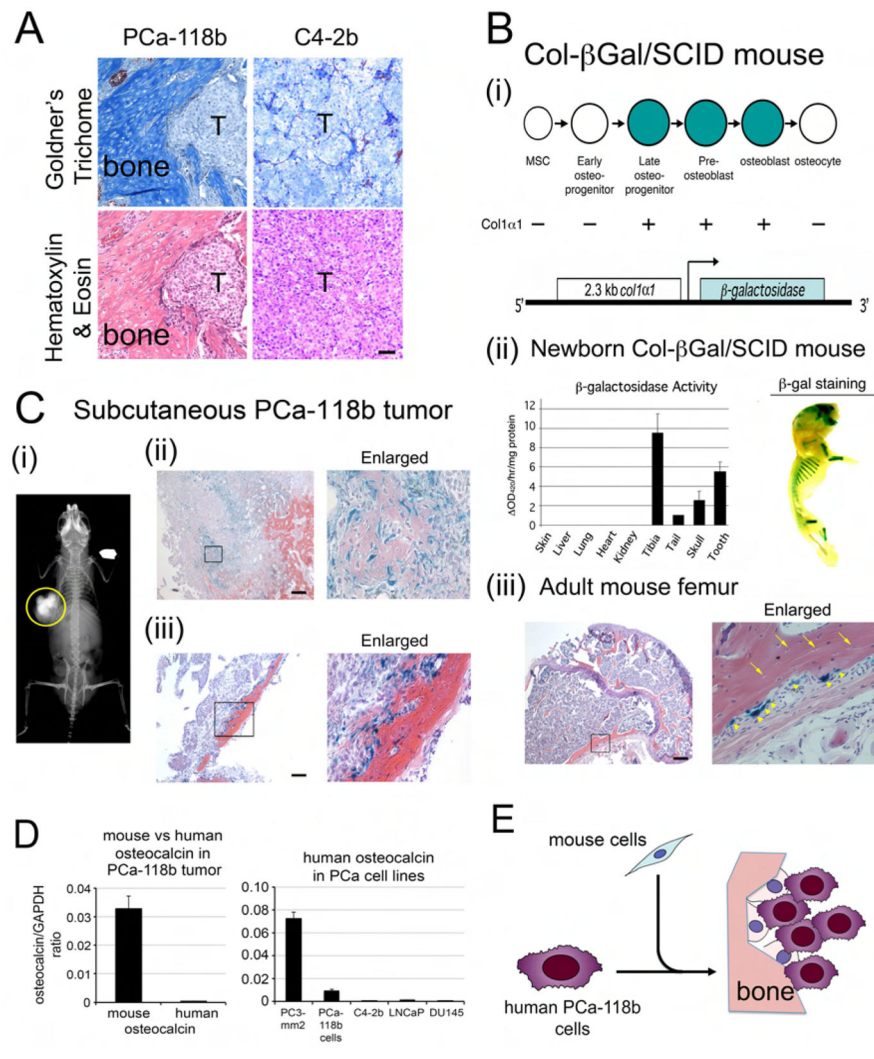 A
PCa-118b
C4-2b
Goldner's
Trichome
bone
T
T
Hematoxylin
& Eosin
bone
T
T
B
Col-βGal/SCID mouse
(i)
MSC
Early
osteo-
progenitor
Late
osteo-
progenitor
Pre-
osteoblast
osteoblast
osteocyte
Col1α1
–
–
+
+
+
–
2.3 kb col1α1
β-galactosidase
5'
3'
(ii)
Newborn Col-βGal/SCID mouse
β-galactosidase Activity
ΔOD420/hr/mg protein
12
10
8
6
4
2
0
Skin
Liver
Lung
Heart
Kidney
Tibia
Tail
Skull
Tooth
β-gal staining
(iii)
Adult mouse femur
Enlarged
C
Subcutaneous PCa-118b tumor
(i)
(ii)
Enlarged
(iii)
Enlarged
D
mouse vs human
osteocalcin in
PCa-118b tumor
osteocalcin/GAPDH
ratio
0.04
0.03
0.02
0.01
0
mouse
human
osteocalcin
human osteocalcin
in PCa cell lines
0.10
0.08
0.06
0.04
0.02
0
PC3-
mm2
PCa-
118b
cells
C4-2b
LNCaP
DU145
E
mouse cells
human PCa-118b
cells
bone